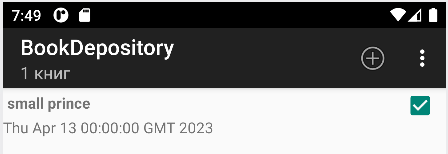 7:49
BookDepository
1 книг
small prince
Thu Apr 13 00:00:00 GMT 2023